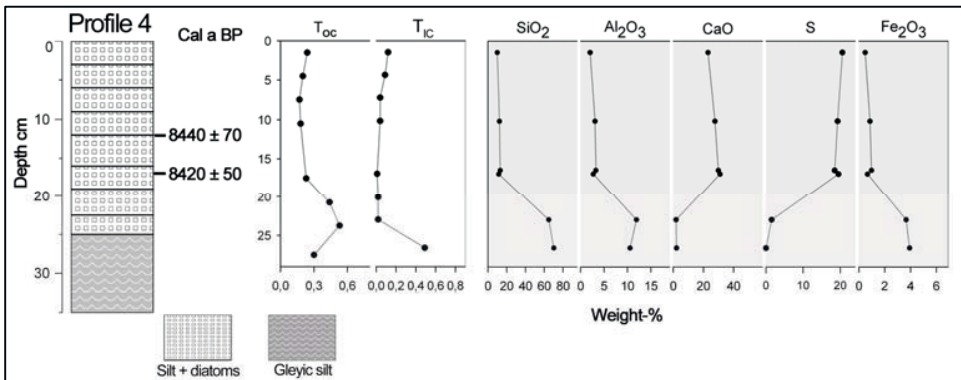 Profile 4
Cal a BP
Depth cm
0
10
20
30
8440 ± 70
8420 ± 50
Silt + diatoms
Gleyic silt
Toc
TIC
0
5
10
15
20
25
0,0 0,3 0,6
0,0 0,2 0,4 0,6 0,8
SiO2 Al2O3 CaO S Fe2O3
0 20 40 60 80
0 5 10 15
0 20 40
0 10 20
0 2 4 6
Weight-%